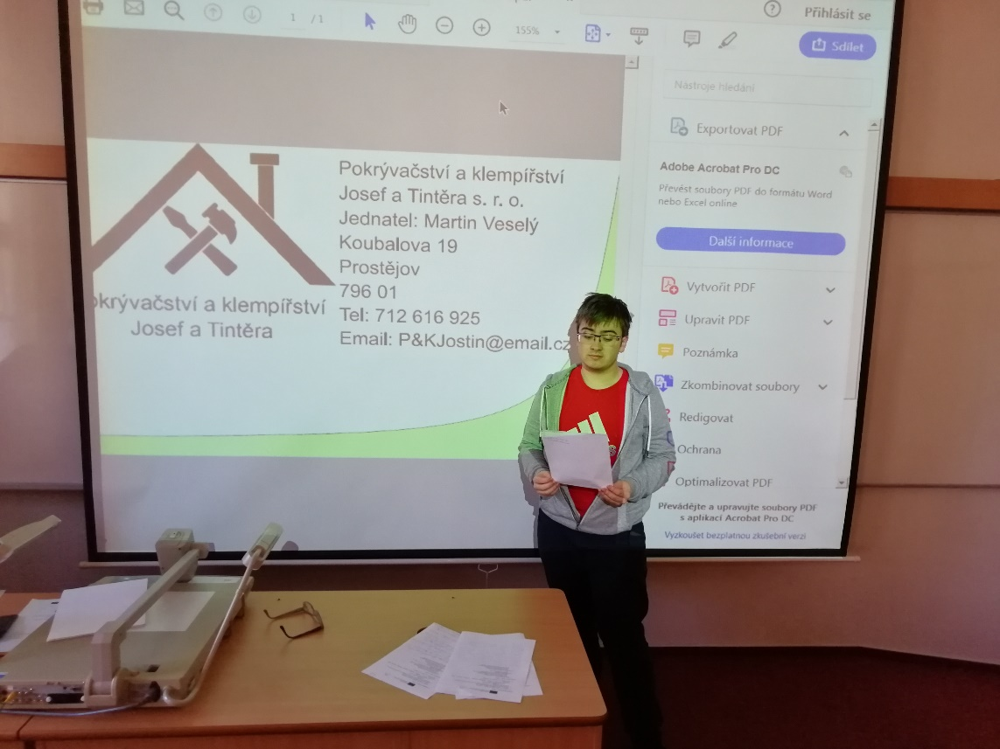 1 / 1
155%
Přihlásit se
Sdílet
Nástroje hledání
Exportovat PDF
Adobe Acrobat Pro DC
Převést soubory PDF do formátu Word
nebo Excel online
Další informace
Vytvořit PDF
Upravit PDF
Poznámka
Zkombinovat soubory
Redigovat
Ochrana
Optimalizovat PDF
Převádějte a upravujte soubory PDF
s aplikací Acrobat Pro DC
Vyzkoušet bezplatnou zkušební verzi
okrývačství a klempířství
Josef a Tintěra
Pokrývačství a klempířství
Josef a Tintěra s. r. o.
Jednatel: Martin Veselý
Koubalova 19
Prostějov
796 01
Tel: 712 616 925
Email: P&KJostin@email.cz